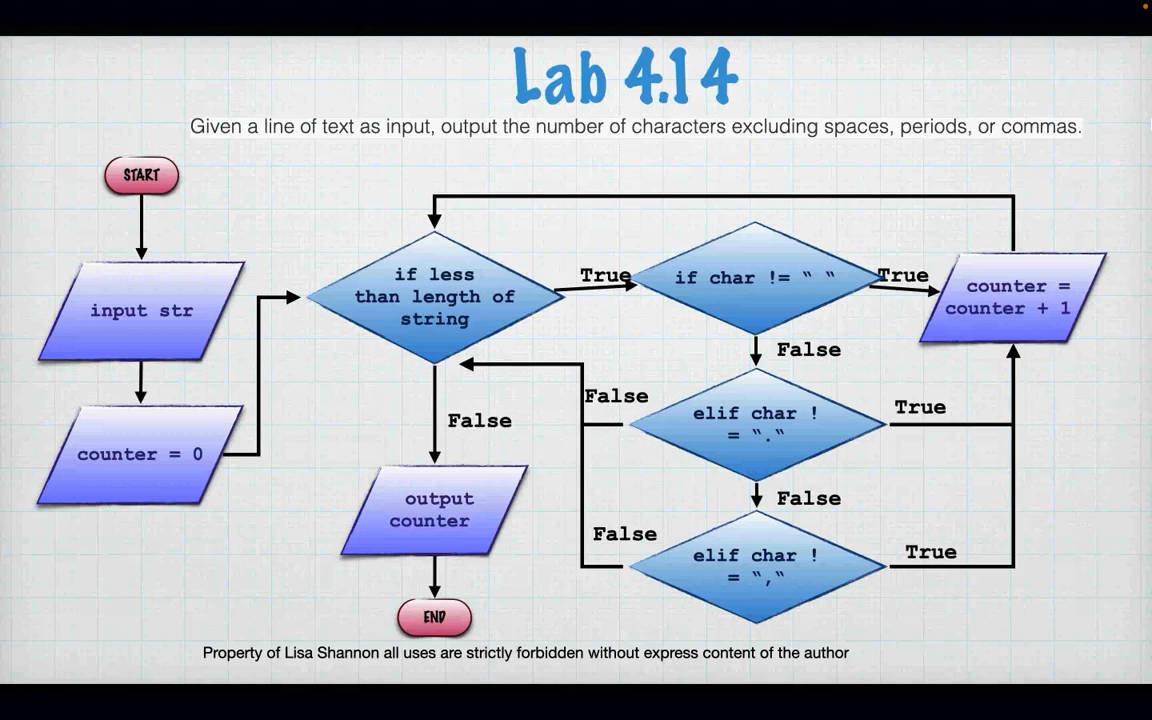 Lab 4.14
Given a line of text as input, output the number of characters excluding spaces, periods, or commas.
START
input str
counter = 0
if less
than length of
string
True
if char != “ “
True
counter =
counter + 1
False
False
elif char !
= “.“
True
False
output
counter
False
False
elif char !
= “,“
True
END
Property of Lisa Shannon all uses are strictly forbidden without express content of the author